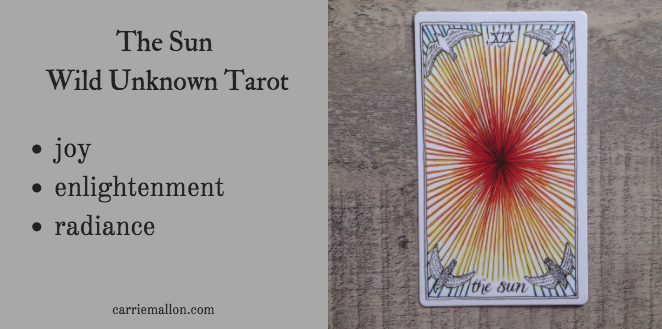 The Sun
Wild Unknown Tarot
• joy
• enlightenment
• radiance
carriemallon.com
XIX
the sun